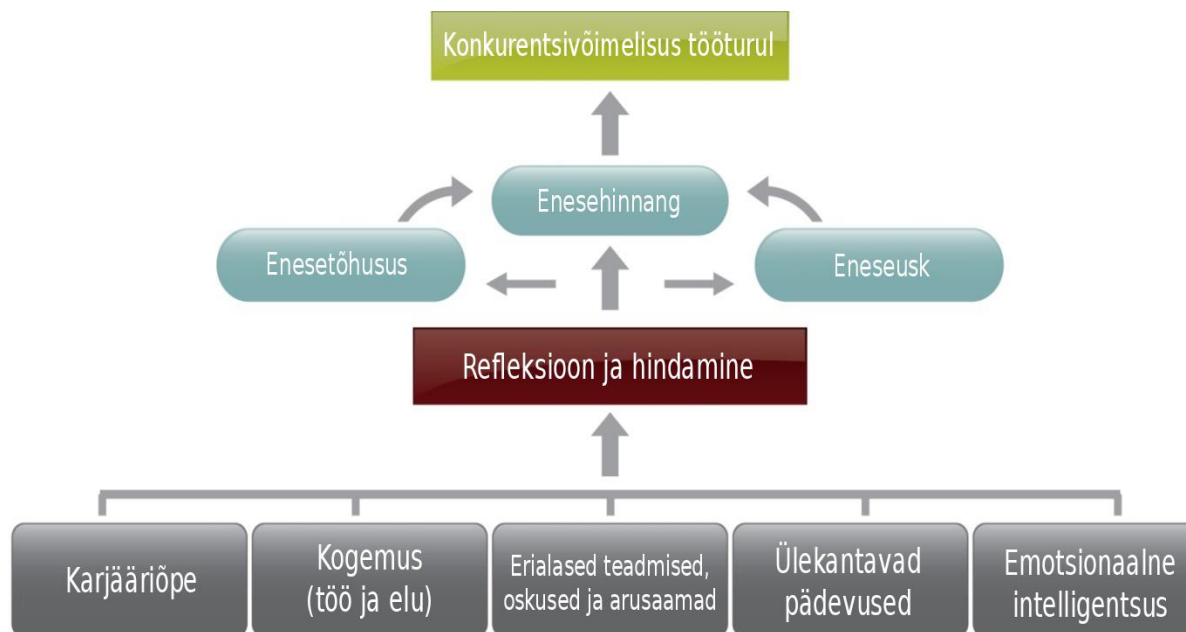 Konkurentsivõimelisus tööturul
Enesehinnang
Enesetõhusus
Eneseusk
Refleksioon ja hindamine
Karjääriõpe
Kogemus
(töö ja elu)
Erialased teadmised,
oskused ja arusaamad
Ülekantavad
pädevused
Emotsionaalne
intelligentsus